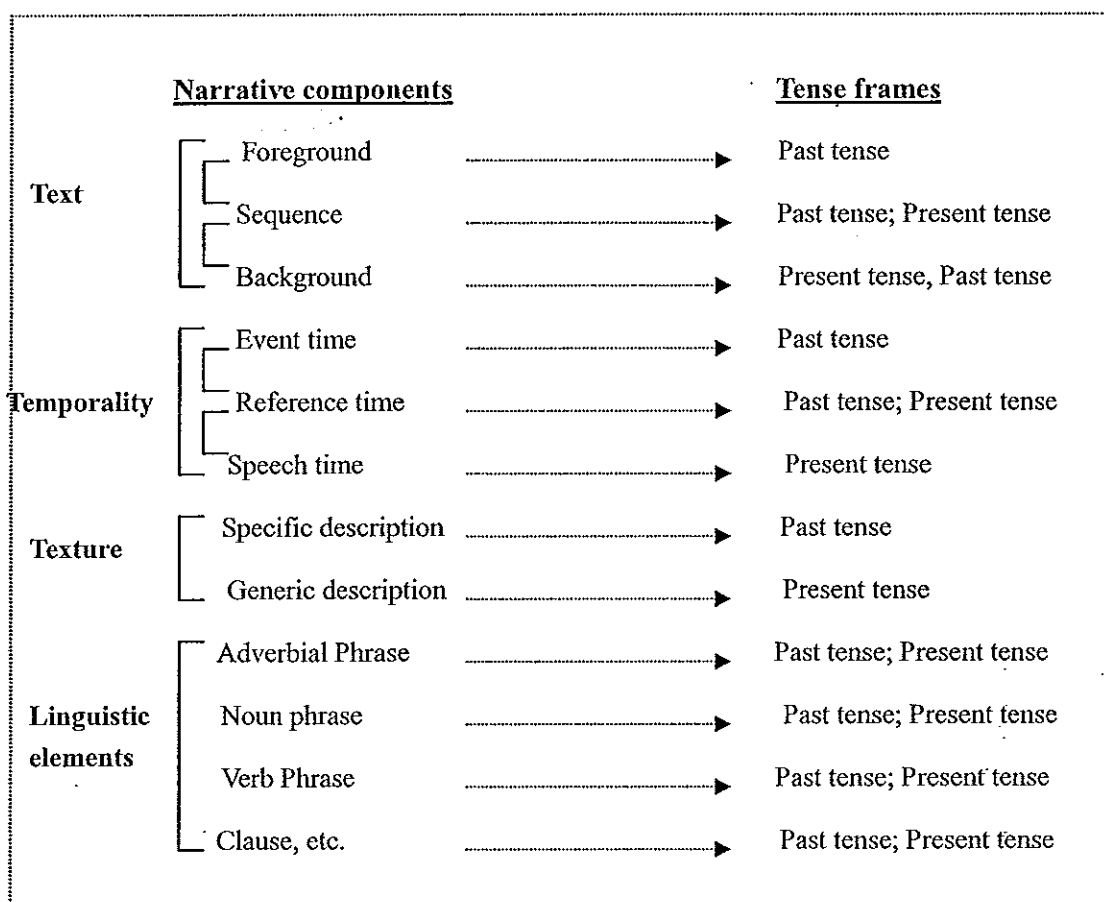 Narrative components Tense frames
Foreground Past tense
Text
Sequence Past tense; Present tense
Background Present tense, Past tense
Event time Past tense
Temporality Reference time Past tense; Present tense
Speech time Present tense
Specific description Past tense
Texture
Generic description Present tense
Adverbial Phrase Past tense; Present tense
Linguistic Noun phrase Past tense; Present tense
elements
Verb Phrase Past tense; Present tense
Clause, etc. Past tense; Present tense